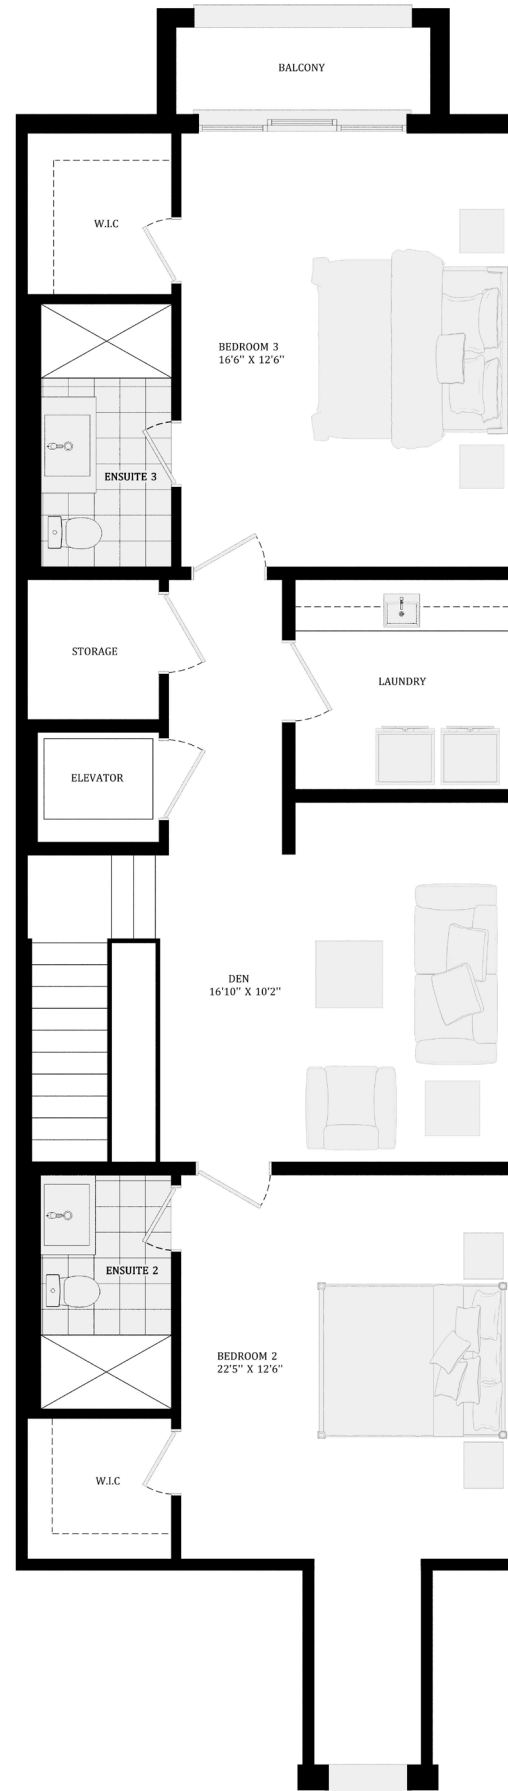 BALCONY
W.I.C
BEDROOM 3
16'6" X 12'6"
ENSUITE 3
STORAGE
LAUNDRY
ELEVATOR
DEN
16'10" X 10'2"
ENSUITE 2
BEDROOM 2
22'5" X 12'6"
W.I.C